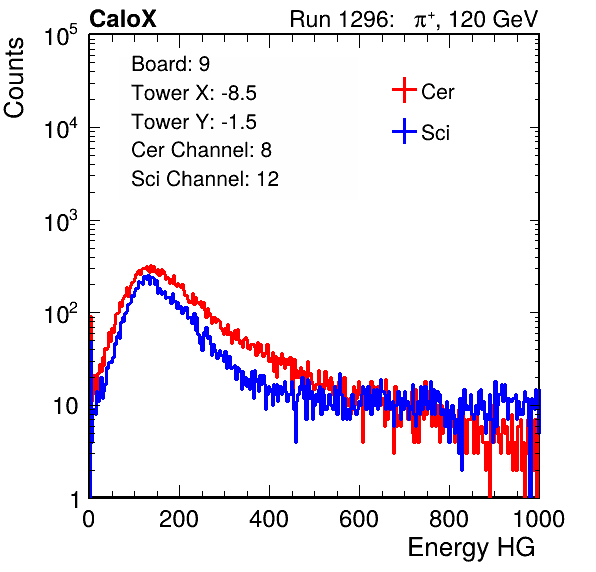 CaloX Run 1296: π⁺, 120 GeV
Counts
10⁵
10⁴
10³
10²
10
1
Board: 9
Tower X: -8.5
Tower Y: -1.5
Cer Channel: 8
Sci Channel: 12
Cer
Sci
0 200 400 600 800 1000
Energy HG